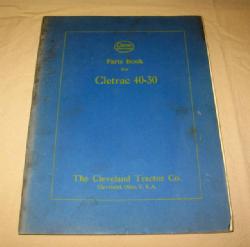 Parts Book
for
Cletrac 40-30
The Cleveland Tractor Co.
Cleveland, Ohio, U. S. A.